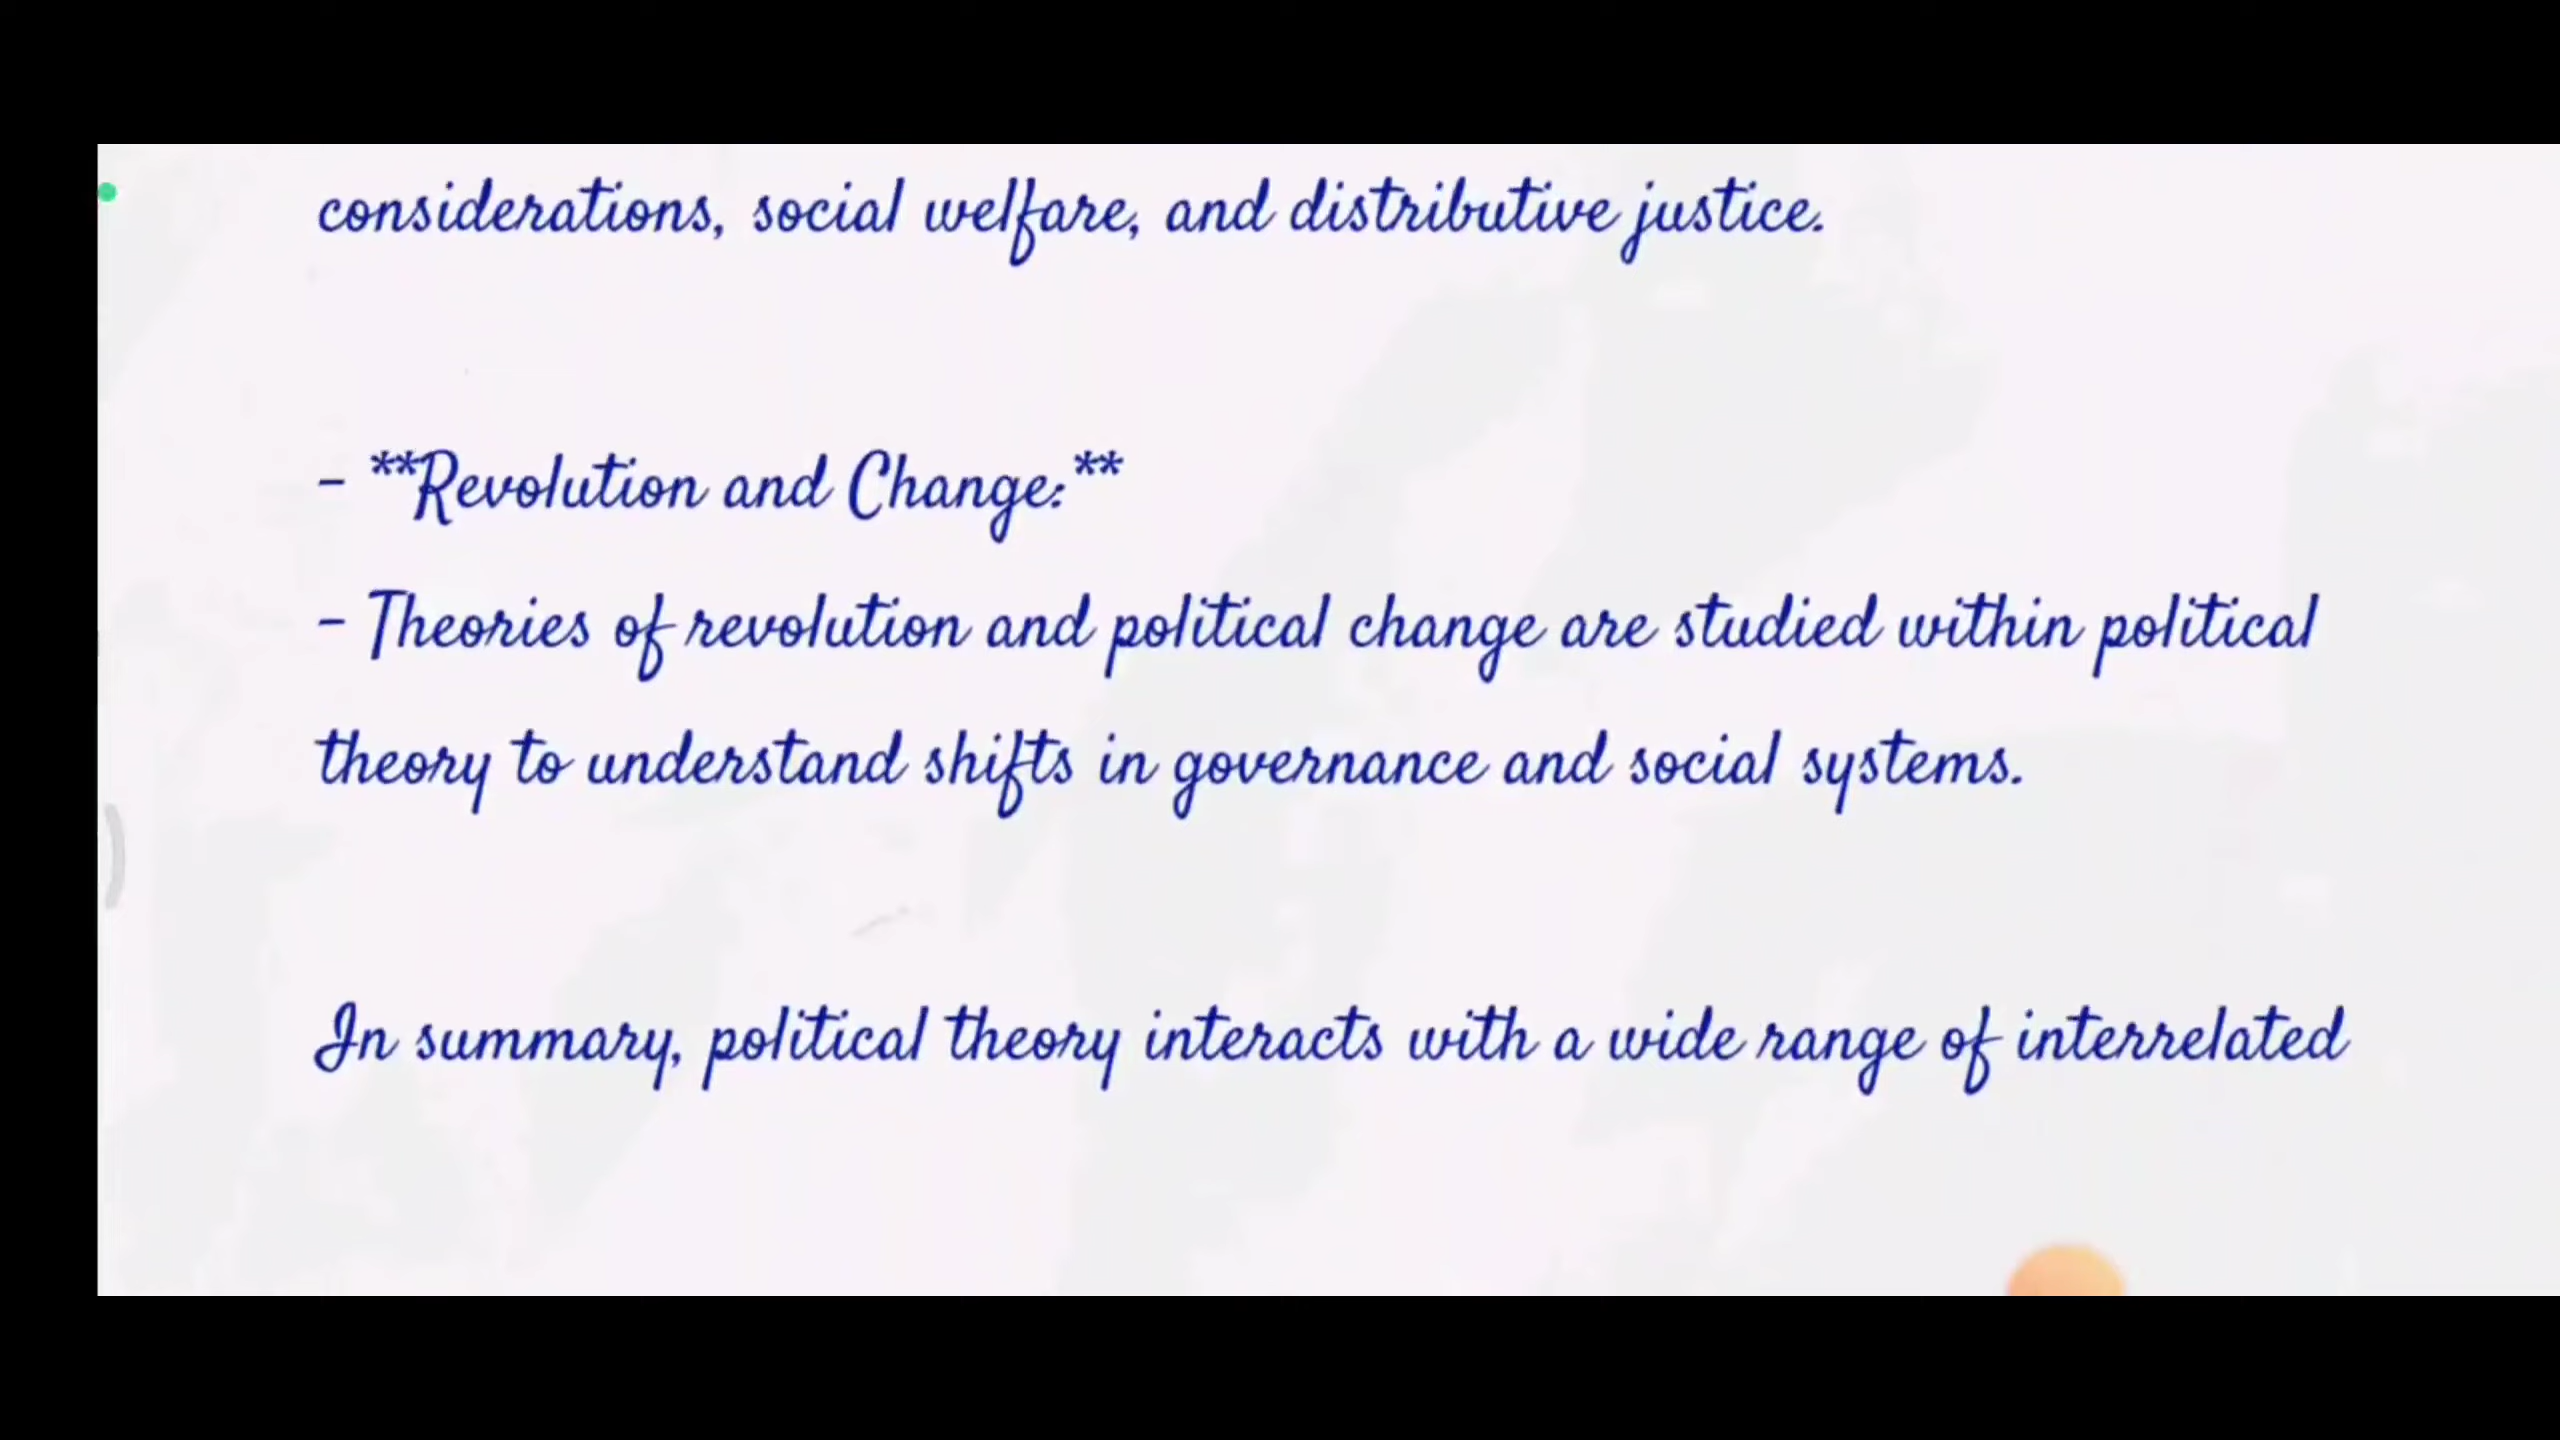 considerations, social welfare, and distributive justice.
- **Revolution and Change:**
- Theories of revolution and political change are studied within political
theory to understand shifts in governance and social systems.
In summary, political theory interacts with a wide range of interrelated